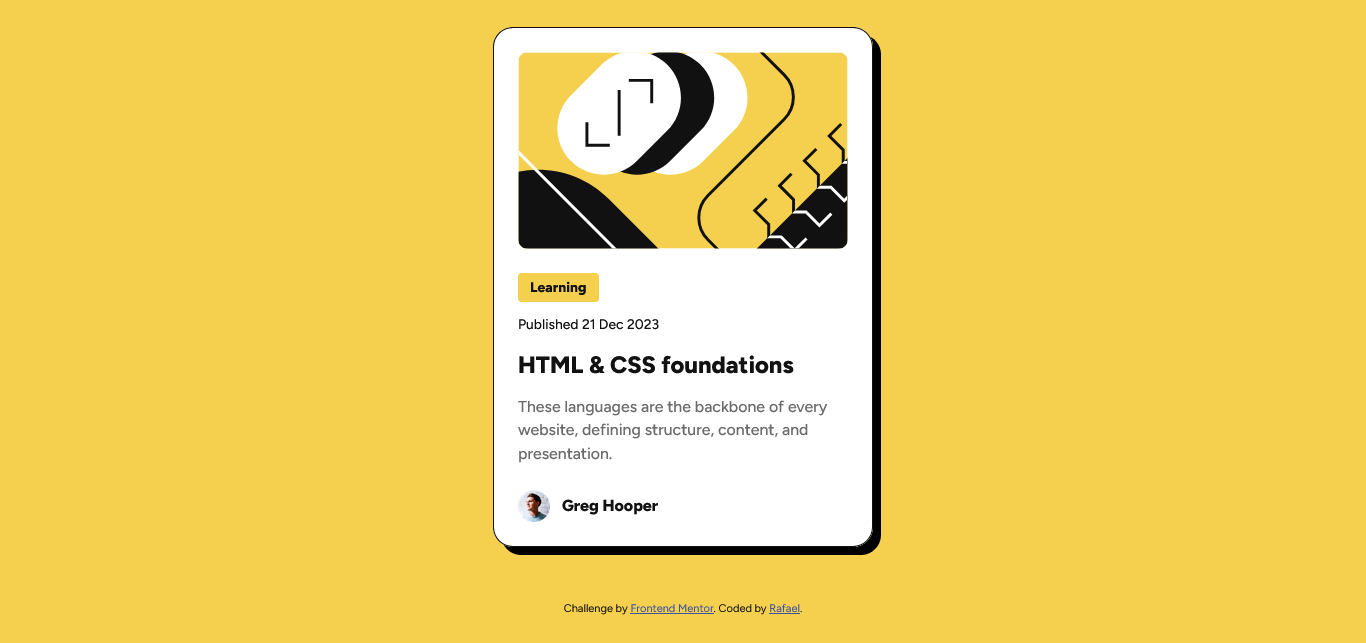 Learning
Published 21 Dec 2023
HTML & CSS foundations
These languages are the backbone of every
website, defining structure, content, and
presentation.
Greg Hooper
Challenge by Frontend Mentor. Coded by Rafael.